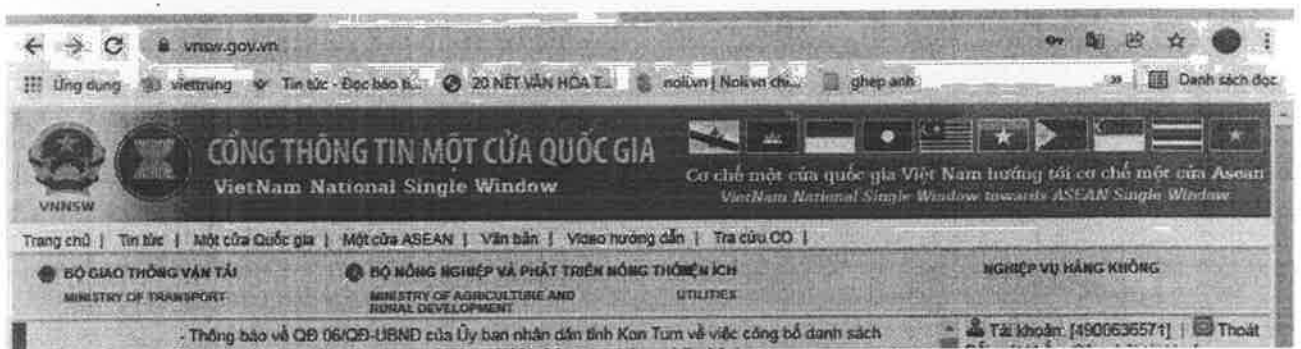 vnsw.gov.vn
Ứng dụng viettrung Tin tức - Đọc báo ti... 20 NÉT VĂN HÓA T... noli.vn | Noli.vn chi... ghep anh » Danh sách đọc
CỔNG THÔNG TIN MỘT CỬA QUỐC GIA
VietNam National Single Window
VNNSW
Cơ chế một cửa quốc gia Việt Nam hướng tới cơ chế một cửa Asean
VietNam National Single Window towards ASEAN Single Window
Trang chủ | Tin tức | Một cửa Quốc gia | Một cửa ASEAN | Văn bản | Video hướng dẫn | Tra cứu CO |
BỘ GIAO THÔNG VẬN TẢI
MINISTRY OF TRANSPORT
BỘ NÔNG NGHIỆP VÀ PHÁT TRIỂN NÔNG THÔN
MINISTRY OF AGRICULTURE AND
RURAL DEVELOPMENT
TIỆN ÍCH
UTILITIES
NGHIỆP VỤ HÀNG KHÔNG
- Thông báo về QĐ 06/QĐ-UBND của Ủy ban nhân dân tỉnh Kon Tum về việc công bố danh sách
Tài khoản: [4900636571] | Thoát